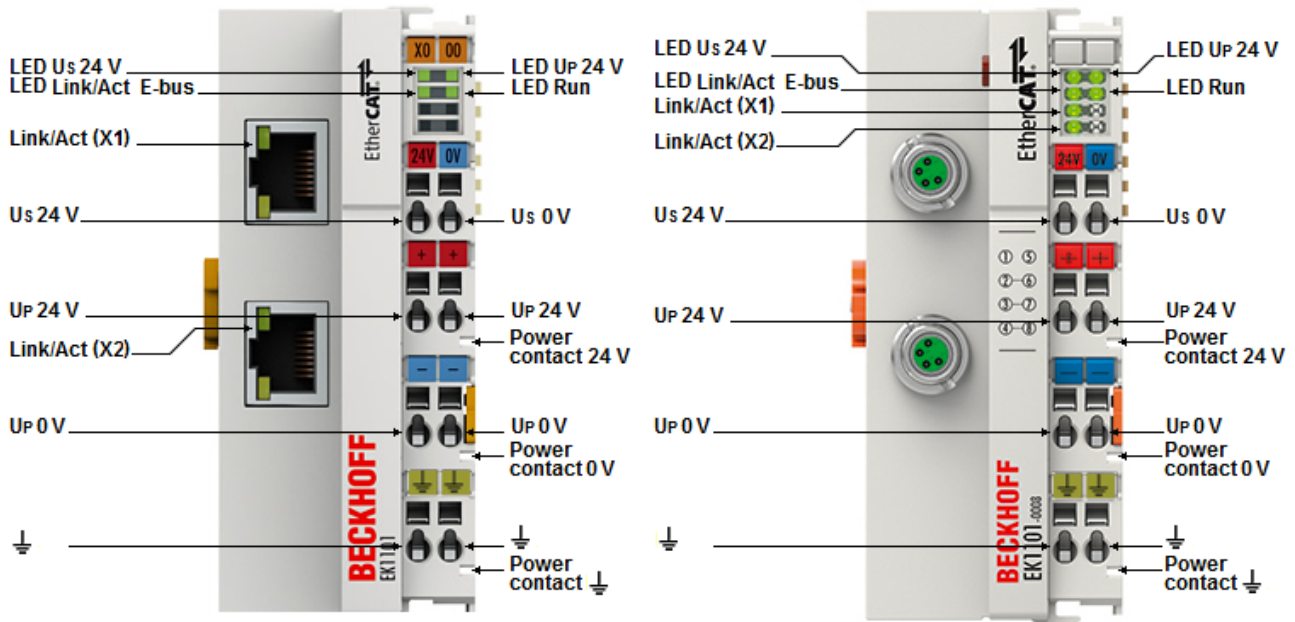 LED Us 24 V
LED Link/Act E-bus
Link/Act (X1)
Us 24 V
UP 24 V
Link/Act (X2)
UP 0 V
X0 00
EtherCAT
24V 0V
+ +
− −
BECKHOFF
EK1101
LED UP 24 V
LED Run
Us 0 V
UP 24 V
Power
contact 24 V
UP 0 V
Power
contact 0 V
Power
contact
LED Us 24 V
LED Link/Act E-bus
Link/Act (X1)
Link/Act (X2)
Us 24 V
UP 24 V
UP 0 V
EtherCAT
24V 0V
+ +
− −
1 5
2 6
3 7
4 8
BECKHOFF
EK1101-0008
LED UP 24 V
LED Run
Us 0 V
UP 24 V
Power
contact 24 V
UP 0 V
Power
contact 0 V
Power
contact